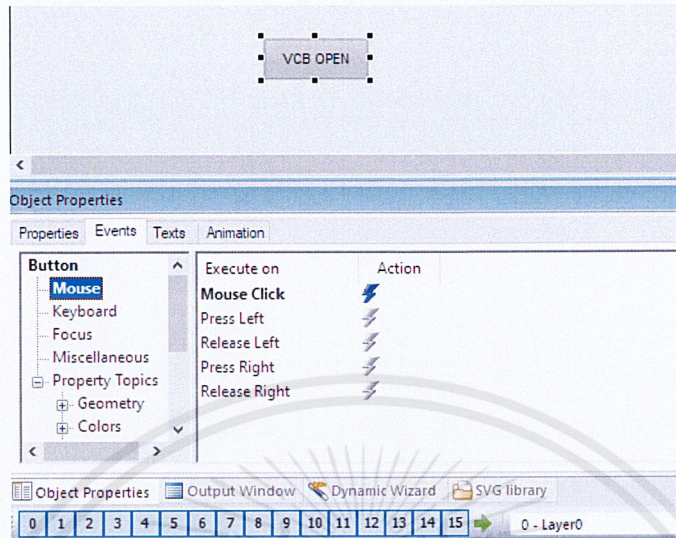 VCB OPEN
Object Properties
Properties Events Texts Animation
Button
Mouse
Keyboard
Focus
Miscellaneous
Property Topics
Geometry
Colors
Execute on Action
Mouse Click
Press Left
Release Left
Press Right
Release Right
Object Properties Output Window Dynamic Wizard SVG library
0 1 2 3 4 5 6 7 8 9 10 11 12 13 14 15 0 - Layer0